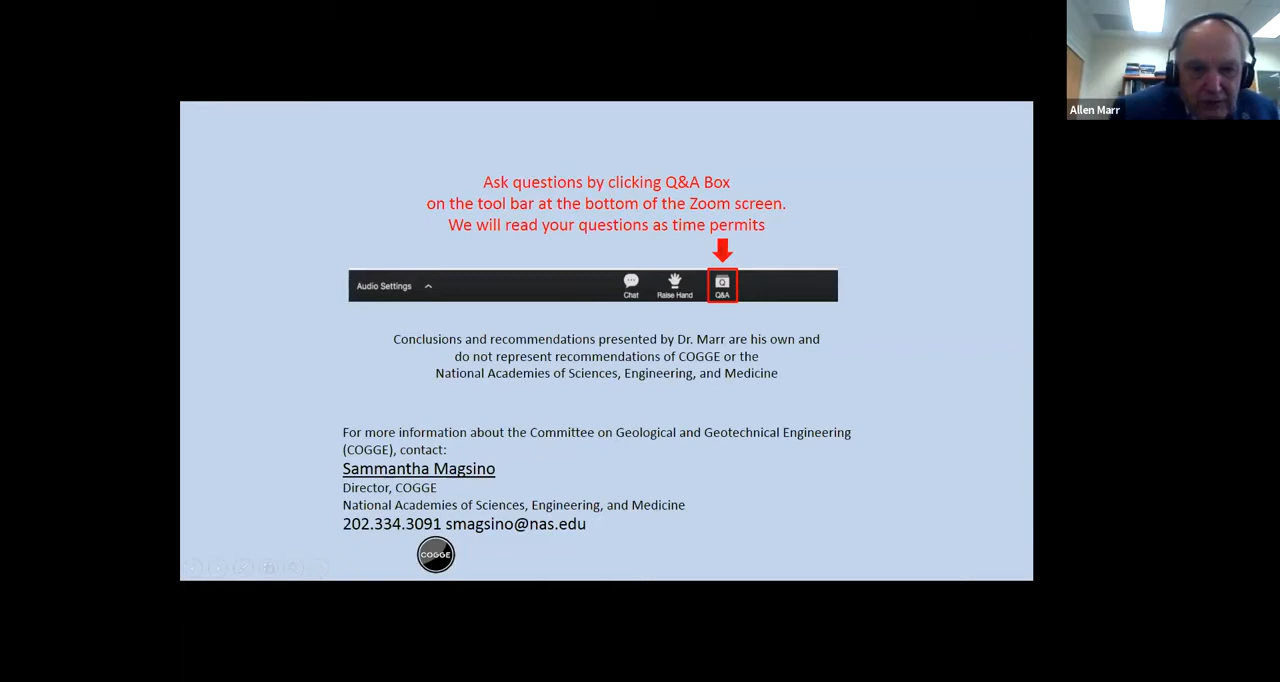 Allen Marr
Ask questions by clicking Q&A Box
on the tool bar at the bottom of the Zoom screen.
We will read your questions as time permits
Audio Settings
Chat
Raise Hand
Q
Q&A
Conclusions and recommendations presented by Dr. Marr are his own and
do not represent recommendations of COGGE or the
National Academies of Sciences, Engineering, and Medicine
For more information about the Committee on Geological and Geotechnical Engineering
(COGGE), contact:
Sammantha Magsino
Director, COGGE
National Academies of Sciences, Engineering, and Medicine
202.334.3091 smagsino@nas.edu
COGGE